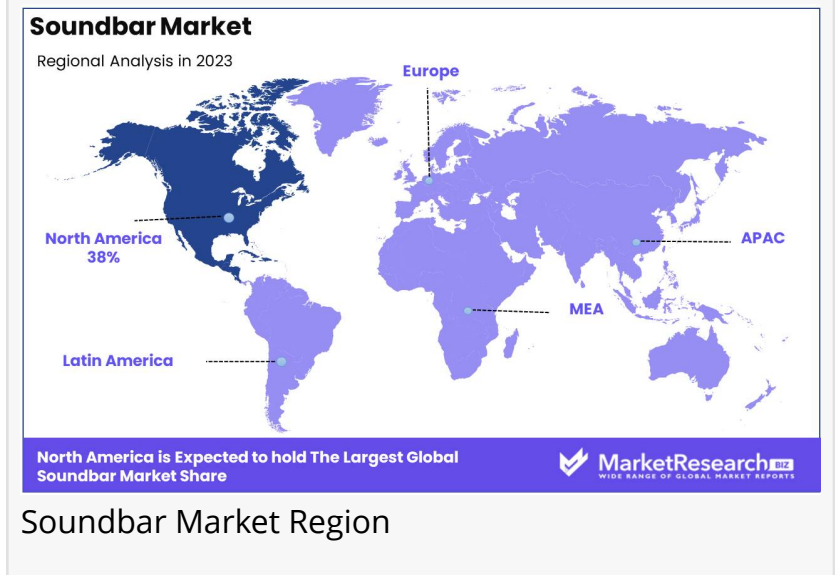 Soundbar Market
Regional Analysis in 2023
Europe
North America
38%
APAC
MEA
Latin America
North America is Expected to hold The Largest Global
Soundbar Market Share
MarketResearch BIZ
WIDE RANGE OF GLOBAL MARKET REPORTS
Soundbar Market Region